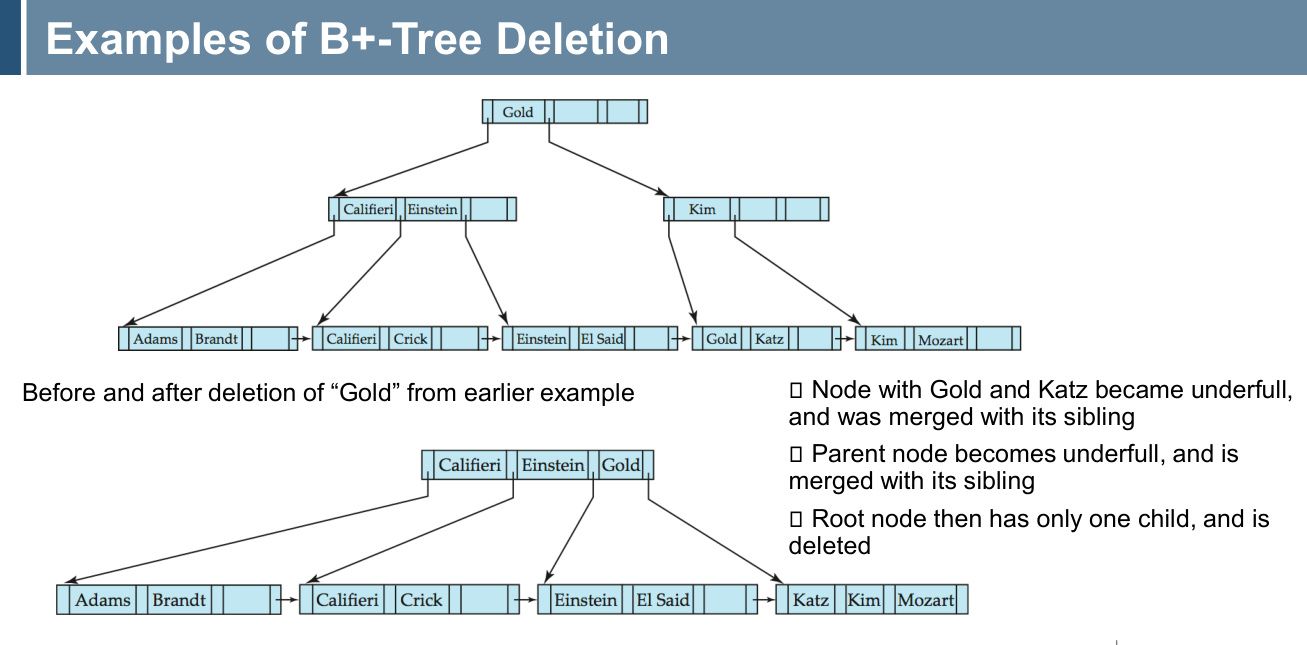 Examples of B+-Tree Deletion
Gold
Califieri Einstein
Kim
Adams Brandt
Califieri Crick
Einstein El Said
Gold Katz
Kim Mozart
Before and after deletion of “Gold” from earlier example
▯ Node with Gold and Katz became underfull,
and was merged with its sibling
▯ Parent node becomes underfull, and is
merged with its sibling
▯ Root node then has only one child, and is
deleted
Califieri Einstein Gold
Adams Brandt
Califieri Crick
Einstein El Said
Katz Kim Mozart